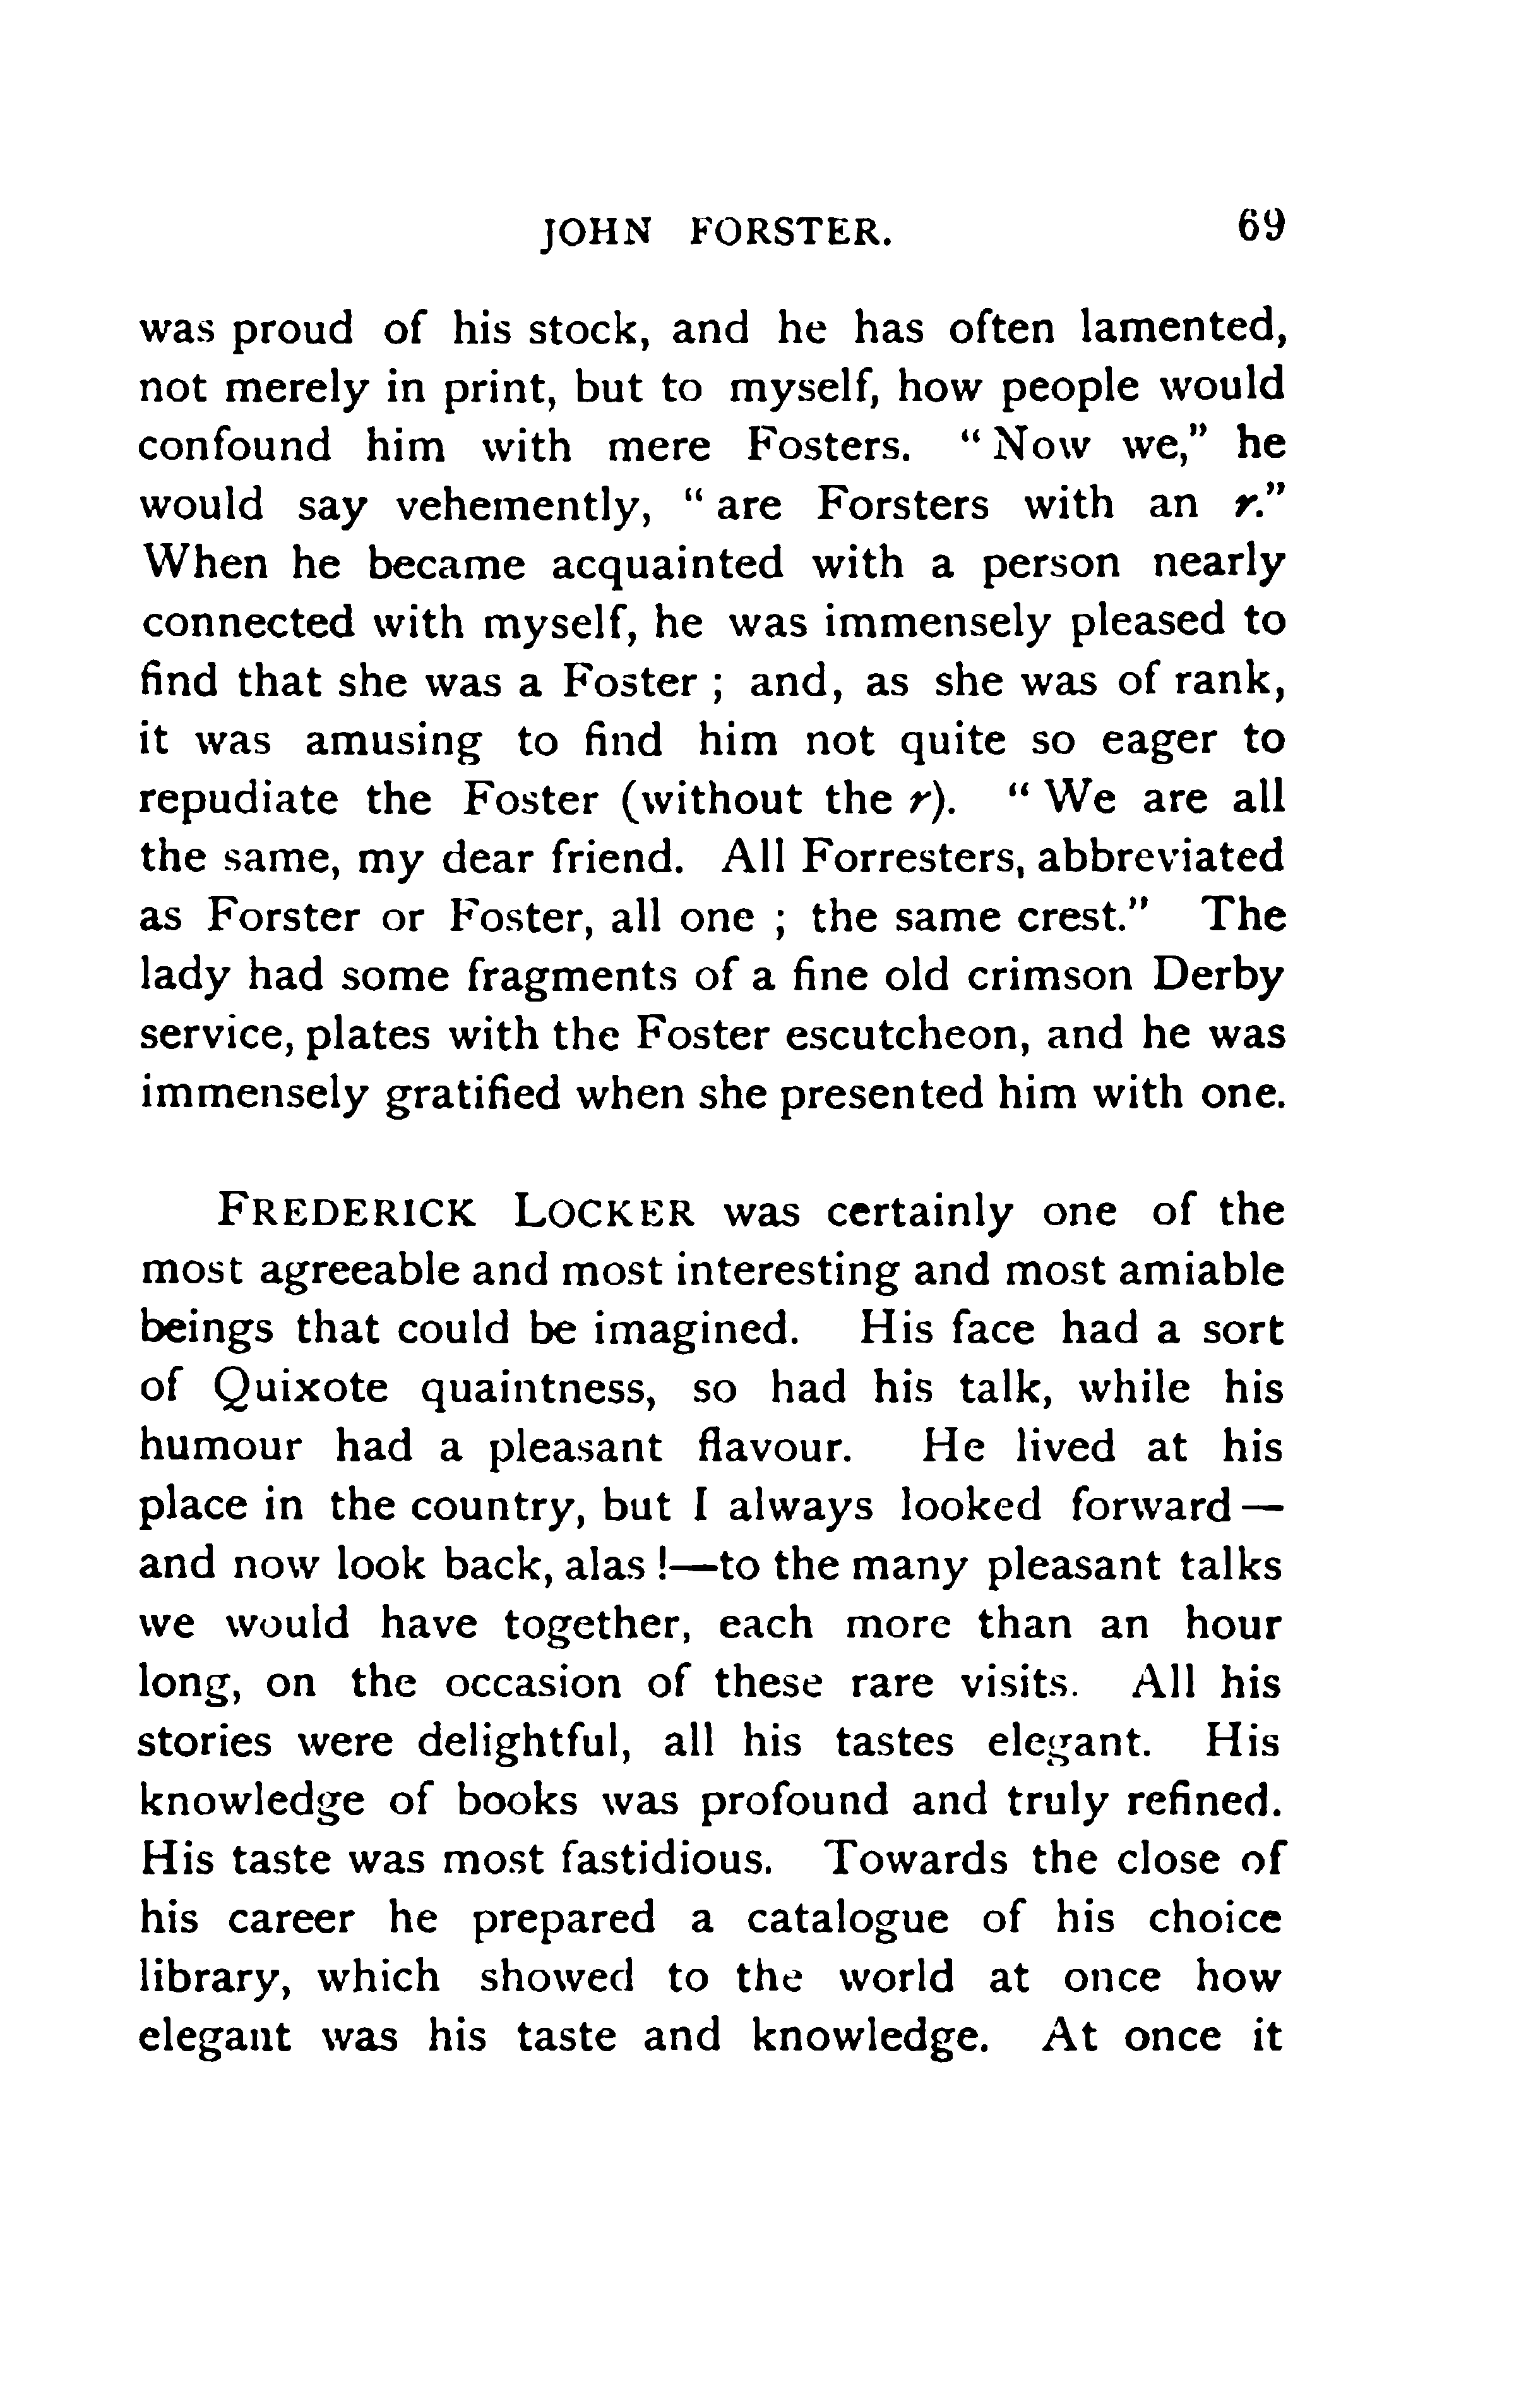 JOHN FORSTER. 69
was proud of his stock, and he has often lamented,
not merely in print, but to myself, how people would
confound him with mere Fosters. “Now we,” he
would say vehemently, “are Forsters with an r.”
When he became acquainted with a person nearly
connected with myself, he was immensely pleased to
find that she was a Foster ; and, as she was of rank,
it was amusing to find him not quite so eager to
repudiate the Foster (without the r). “We are all
the same, my dear friend. All Forresters, abbreviated
as Forster or Foster, all one ; the same crest.” The
lady had some fragments of a fine old crimson Derby
service, plates with the Foster escutcheon, and he was
immensely gratified when she presented him with one.
FREDERICK LOCKER was certainly one of the
most agreeable and most interesting and most amiable
beings that could be imagined. His face had a sort
of Quixote quaintness, so had his talk, while his
humour had a pleasant flavour. He lived at his
place in the country, but I always looked forward—
and now look back, alas !—to the many pleasant talks
we would have together, each more than an hour
long, on the occasion of these rare visits. All his
stories were delightful, all his tastes elegant. His
knowledge of books was profound and truly refined.
His taste was most fastidious. Towards the close of
his career he prepared a catalogue of his choice
library, which showed to the world at once how
elegant was his taste and knowledge. At once it